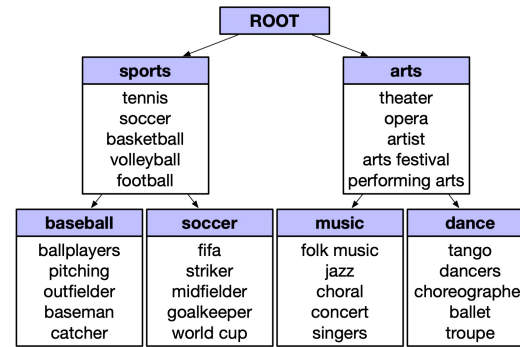 ROOT
sports
tennis
soccer
basketball
volleyball
football
arts
theater
opera
artist
arts festival
performing arts
baseball
ballplayers
pitching
outfielder
baseman
catcher
soccer
fifa
striker
midfielder
goalkeeper
world cup
music
folk music
jazz
choral
concert
singers
dance
tango
dancers
choreographe
ballet
troupe